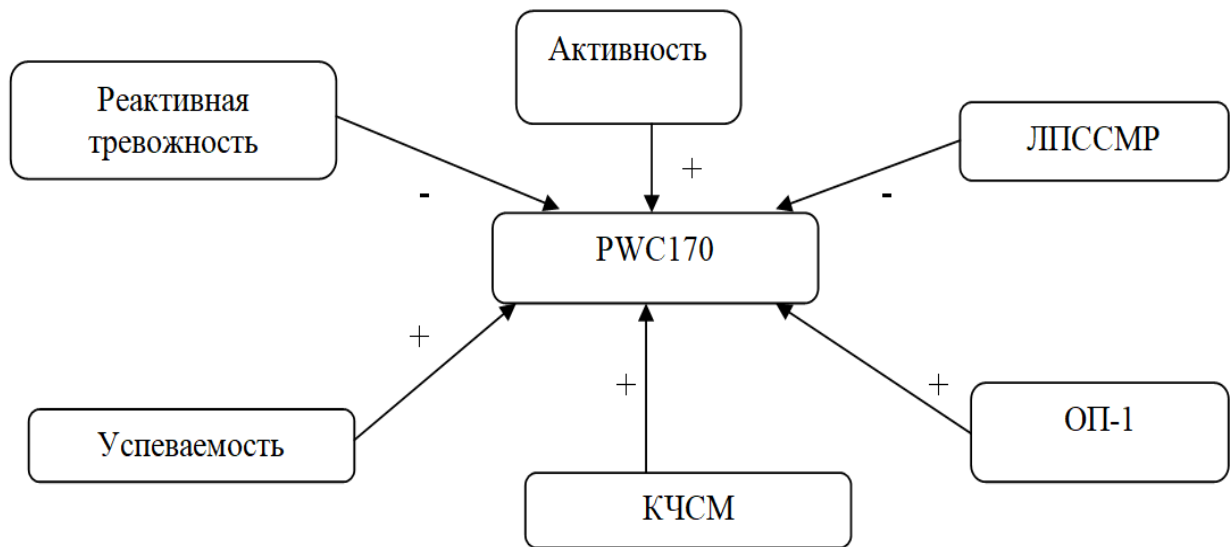 Активность
Реактивная
тревожность
ЛПССМР
+
-
-
PWC170
+
+
+
Успеваемость
ОП-1
КЧСМ